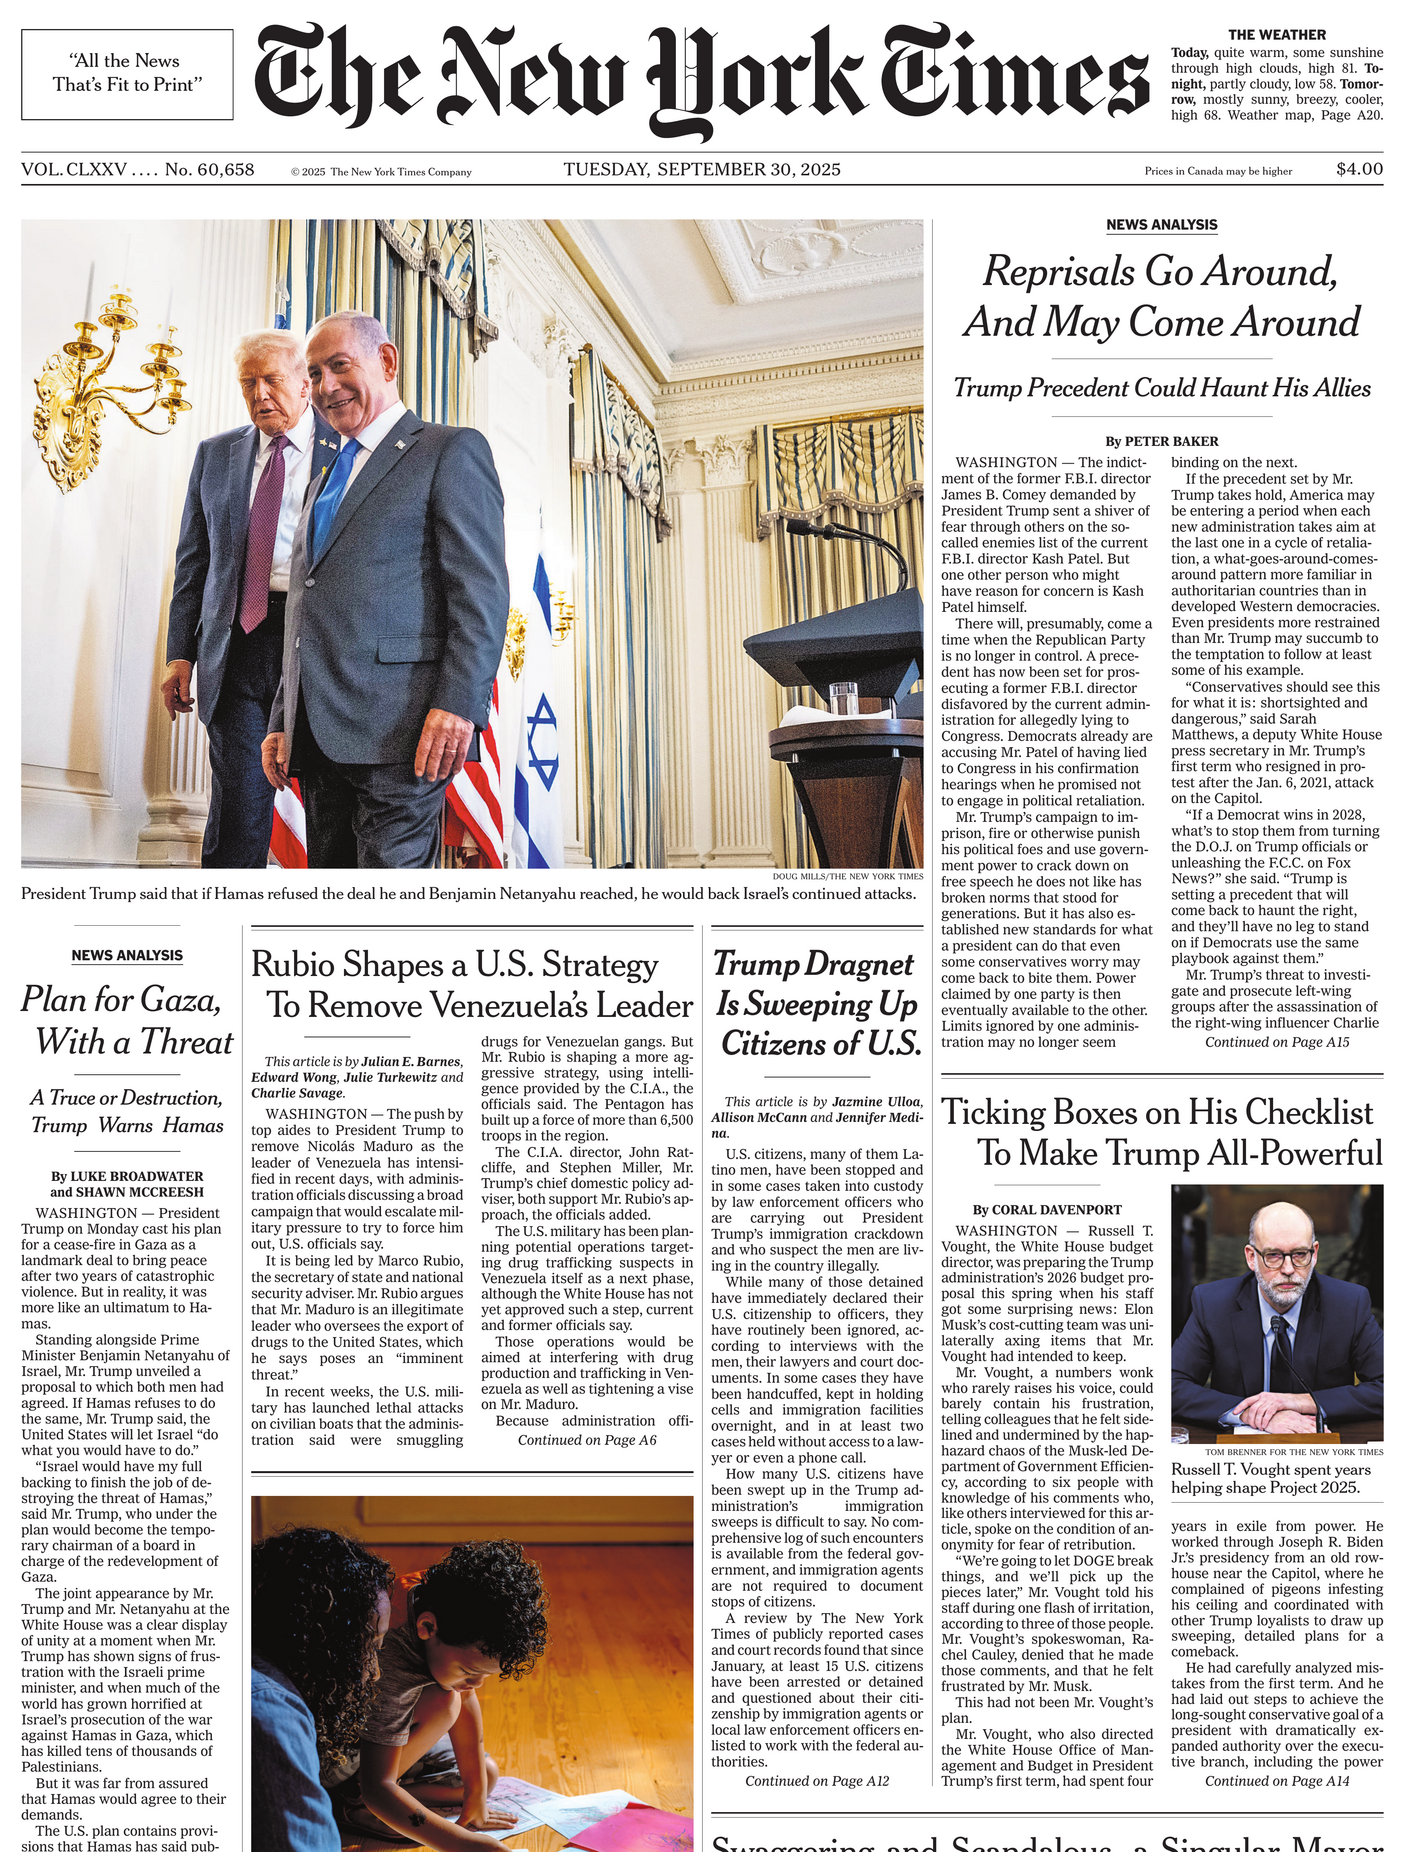 “All the News
That’s Fit to Print”
The New York Times
THE WEATHER
Today, quite warm, some sunshine
through high clouds, high 81. To-
night, partly cloudy, low 58. Tomor-
row, mostly sunny, breezy, cooler,
high 68. Weather map, Page A20.
VOL. CLXXV .... No. 60,658
© 2025 The New York Times Company
TUESDAY, SEPTEMBER 30, 2025
Prices in Canada may be higher
$4.00
DOUG MILLS/THE NEW YORK TIMES
President Trump said that if Hamas refused the deal he and Benjamin Netanyahu reached, he would back Israel’s continued attacks.
NEWS ANALYSIS
Reprisals Go Around,
And May Come Around
Trump Precedent Could Haunt His Allies
By PETER BAKER
WASHINGTON — The indict-
ment of the former F.B.I. director
James B. Comey demanded by
President Trump sent a shiver of
fear through others on the so-
called enemies list of the current
F.B.I. director Kash Patel. But
one other person who might
have reason for concern is Kash
Patel himself.
There will, presumably, come a
time when the Republican Party
is no longer in control. A prece-
dent has now been set for pros-
ecuting a former F.B.I. director
disfavored by the current admin-
istration for allegedly lying to
Congress. Democrats already are
accusing Mr. Patel of having lied
to Congress in his confirmation
hearings when he promised not
to engage in political retaliation.
Mr. Trump’s campaign to im-
prison, fire or otherwise punish
his political foes and use govern-
ment power to crack down on
free speech he does not like has
broken norms that stood for
generations. But it has also es-
tablished new standards for what
a president can do that even
some conservatives worry may
come back to bite them. Power
claimed by one party is then
eventually available to the other.
Limits ignored by one adminis-
tration may no longer seem
binding on the next.
If the precedent set by Mr.
Trump takes hold, America may
be entering a period when each
new administration takes aim at
the last one in a cycle of retalia-
tion, a what-goes-around-comes-
around pattern more familiar in
authoritarian countries than in
developed Western democracies.
Even presidents more restrained
than Mr. Trump may succumb to
the temptation to follow at least
some of his example.
“Conservatives should see this
for what it is: shortsighted and
dangerous,” said Sarah
Matthews, a deputy White House
press secretary in Mr. Trump’s
first term who resigned in pro-
test after the Jan. 6, 2021, attack
on the Capitol.
“If a Democrat wins in 2028,
what’s to stop them from turning
the D.O.J. on Trump officials or
unleashing the F.C.C. on Fox
News?” she said. “Trump is
setting a precedent that will
come back to haunt the right,
and they’ll have no leg to stand
on if Democrats use the same
playbook against them.”
Mr. Trump’s threat to investi-
gate and prosecute left-wing
groups after the assassination of
the right-wing influencer Charlie
Continued on Page A15
NEWS ANALYSIS
Plan for Gaza,
With a Threat
A Truce or Destruction,
Trump Warns Hamas
By LUKE BROADWATER
and SHAWN MCCREESH
WASHINGTON — President
Trump on Monday cast his plan
for a cease-fire in Gaza as a
landmark deal to bring peace
after two years of catastrophic
violence. But in reality, it was
more like an ultimatum to Ha-
mas.
Standing alongside Prime
Minister Benjamin Netanyahu of
Israel, Mr. Trump unveiled a
proposal to which both men had
agreed. If Hamas refuses to do
the same, Mr. Trump said, the
United States will let Israel “do
what you would have to do.”
“Israel would have my full
backing to finish the job of de-
stroying the threat of Hamas,”
said Mr. Trump, who under the
plan would become the tempo-
rary chairman of a board in
charge of the redevelopment of
Gaza.
The joint appearance by Mr.
Trump and Mr. Netanyahu at the
White House was a clear display
of unity at a moment when Mr.
Trump has shown signs of frus-
tration with the Israeli prime
minister, and when much of the
world has grown horrified at
Israel’s prosecution of the war
against Hamas in Gaza, which
has killed tens of thousands of
Palestinians.
But it was far from assured
that Hamas would agree to their
demands.
The U.S. plan contains provi-
sions that Hamas has said pub-
Rubio Shapes a U.S. Strategy
To Remove Venezuela’s Leader
This article is by Julian E. Barnes,
Edward Wong, Julie Turkewitz and
Charlie Savage.
WASHINGTON — The push by
top aides to President Trump to
remove Nicolás Maduro as the
leader of Venezuela has intensi-
fied in recent days, with adminis-
tration officials discussing a broad
campaign that would escalate mil-
itary pressure to try to force him
out, U.S. officials say.
It is being led by Marco Rubio,
the secretary of state and national
security adviser. Mr. Rubio argues
that Mr. Maduro is an illegitimate
leader who oversees the export of
drugs to the United States, which
he says poses an “imminent
threat.”
In recent weeks, the U.S. mili-
tary has launched lethal attacks
on civilian boats that the adminis-
tration said were smuggling
drugs for Venezuelan gangs. But
Mr. Rubio is shaping a more ag-
gressive strategy, using intelli-
gence provided by the C.I.A., the
officials said. The Pentagon has
built up a force of more than 6,500
troops in the region.
The C.I.A. director, John Rat-
cliffe, and Stephen Miller, Mr.
Trump’s chief domestic policy ad-
viser, both support Mr. Rubio’s ap-
proach, the officials added.
The U.S. military has been plan-
ning potential operations target-
ing drug trafficking suspects in
Venezuela itself as a next phase,
although the White House has not
yet approved such a step, current
and former officials say.
Those operations would be
aimed at interfering with drug
production and trafficking in Ven-
ezuela as well as tightening a vise
on Mr. Maduro.
Because administration offi-
Continued on Page A6
Trump Dragnet
Is Sweeping Up
Citizens of U.S.
This article is by Jazmine Ulloa,
Allison McCann and Jennifer Medi-
na.
U.S. citizens, many of them La-
tino men, have been stopped and
in some cases taken into custody
by law enforcement officers who
are carrying out President
Trump’s immigration crackdown
and who suspect the men are liv-
ing in the country illegally.
While many of those detained
have immediately declared their
U.S. citizenship to officers, they
have routinely been ignored, ac-
cording to interviews with the
men, their lawyers and court doc-
uments. In some cases they have
been handcuffed, kept in holding
cells and immigration facilities
overnight, and in at least two
cases held without access to a law-
yer or even a phone call.
How many U.S. citizens have
been swept up in the Trump ad-
ministration’s immigration
sweeps is difficult to say. No com-
prehensive log of such encounters
is available from the federal gov-
ernment, and immigration agents
are not required to document
stops of citizens.
A review by The New York
Times of publicly reported cases
and court records found that since
January, at least 15 U.S. citizens
have been arrested or detained
and questioned about their citi-
zenship by immigration agents or
local law enforcement officers en-
listed to work with the federal au-
thorities.
Continued on Page A12
Ticking Boxes on His Checklist
To Make Trump All-Powerful
By CORAL DAVENPORT
WASHINGTON — Russell T.
Vought, the White House budget
director, was preparing the Trump
administration’s 2026 budget pro-
posal this spring when his staff
got some surprising news: Elon
Musk’s cost-cutting team was uni-
laterally axing items that Mr.
Vought had intended to keep.
Mr. Vought, a numbers wonk
who rarely raises his voice, could
barely contain his frustration,
telling colleagues that he felt side-
lined and undermined by the hap-
hazard chaos of the Musk-led De-
partment of Government Efficien-
cy, according to six people with
knowledge of his comments who,
like others interviewed for this ar-
ticle, spoke on the condition of an-
onymity for fear of retribution.
“We’re going to let DOGE break
things, and we’ll pick up the
pieces later,” Mr. Vought told his
staff during one flash of irritation,
according to three of those people.
Mr. Vought’s spokeswoman, Ra-
chel Cauley, denied that he made
those comments, and that he felt
frustrated by Mr. Musk.
This had not been Mr. Vought’s
plan.
Mr. Vought, who also directed
the White House Office of Man-
agement and Budget in President
Trump’s first term, had spent four
TOM BRENNER FOR THE NEW YORK TIMES
Russell T. Vought spent years
helping shape Project 2025.
years in exile from power. He
worked through Joseph R. Biden
Jr.’s presidency from an old row-
house near the Capitol, where he
complained of pigeons infesting
his ceiling and coordinated with
other Trump loyalists to draw up
sweeping, detailed plans for a
comeback.
He had carefully analyzed mis-
takes from the first term. And he
had laid out steps to achieve the
long-sought conservative goal of a
president with dramatically ex-
panded authority over the execu-
tive branch, including the power
Continued on Page A14
Swaggering and Scandalous, a Singular Mayor